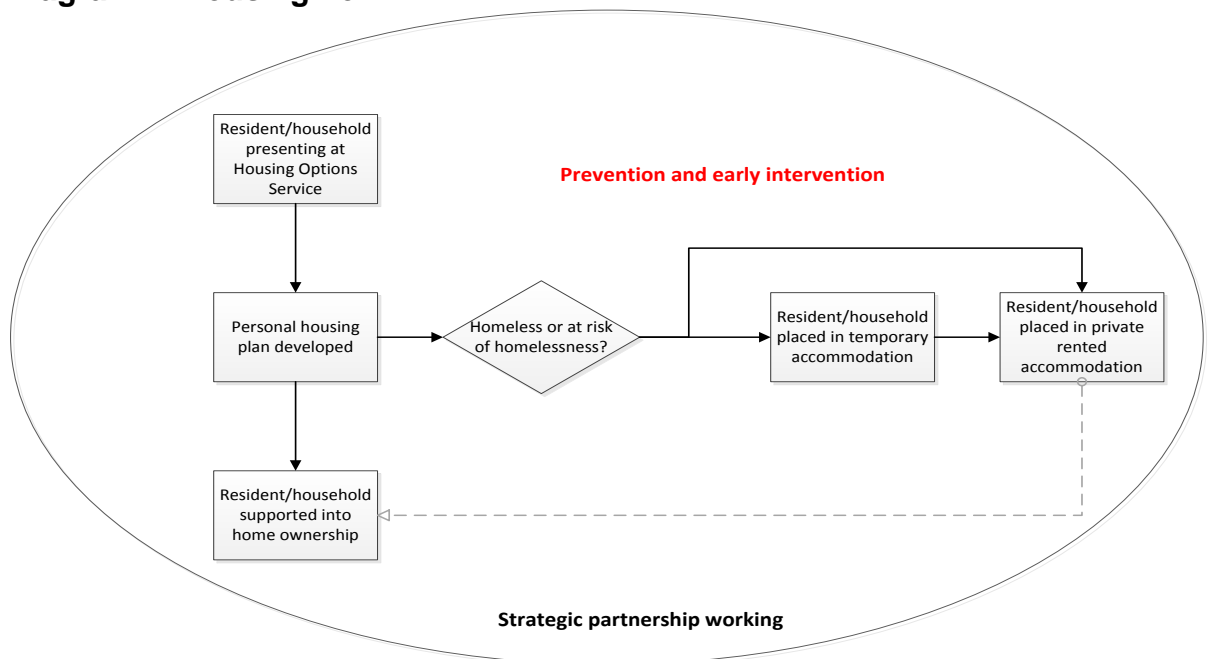 Resident/household
presenting at
Housing Options
Service
Prevention and early intervention
Personal housing
plan developed
Homeless or at risk
of homelessness?
Resident/household
placed in temporary
accommodation
Resident/household
placed in private
rented
accommodation
Resident/household
supported into
home ownership
Strategic partnership working